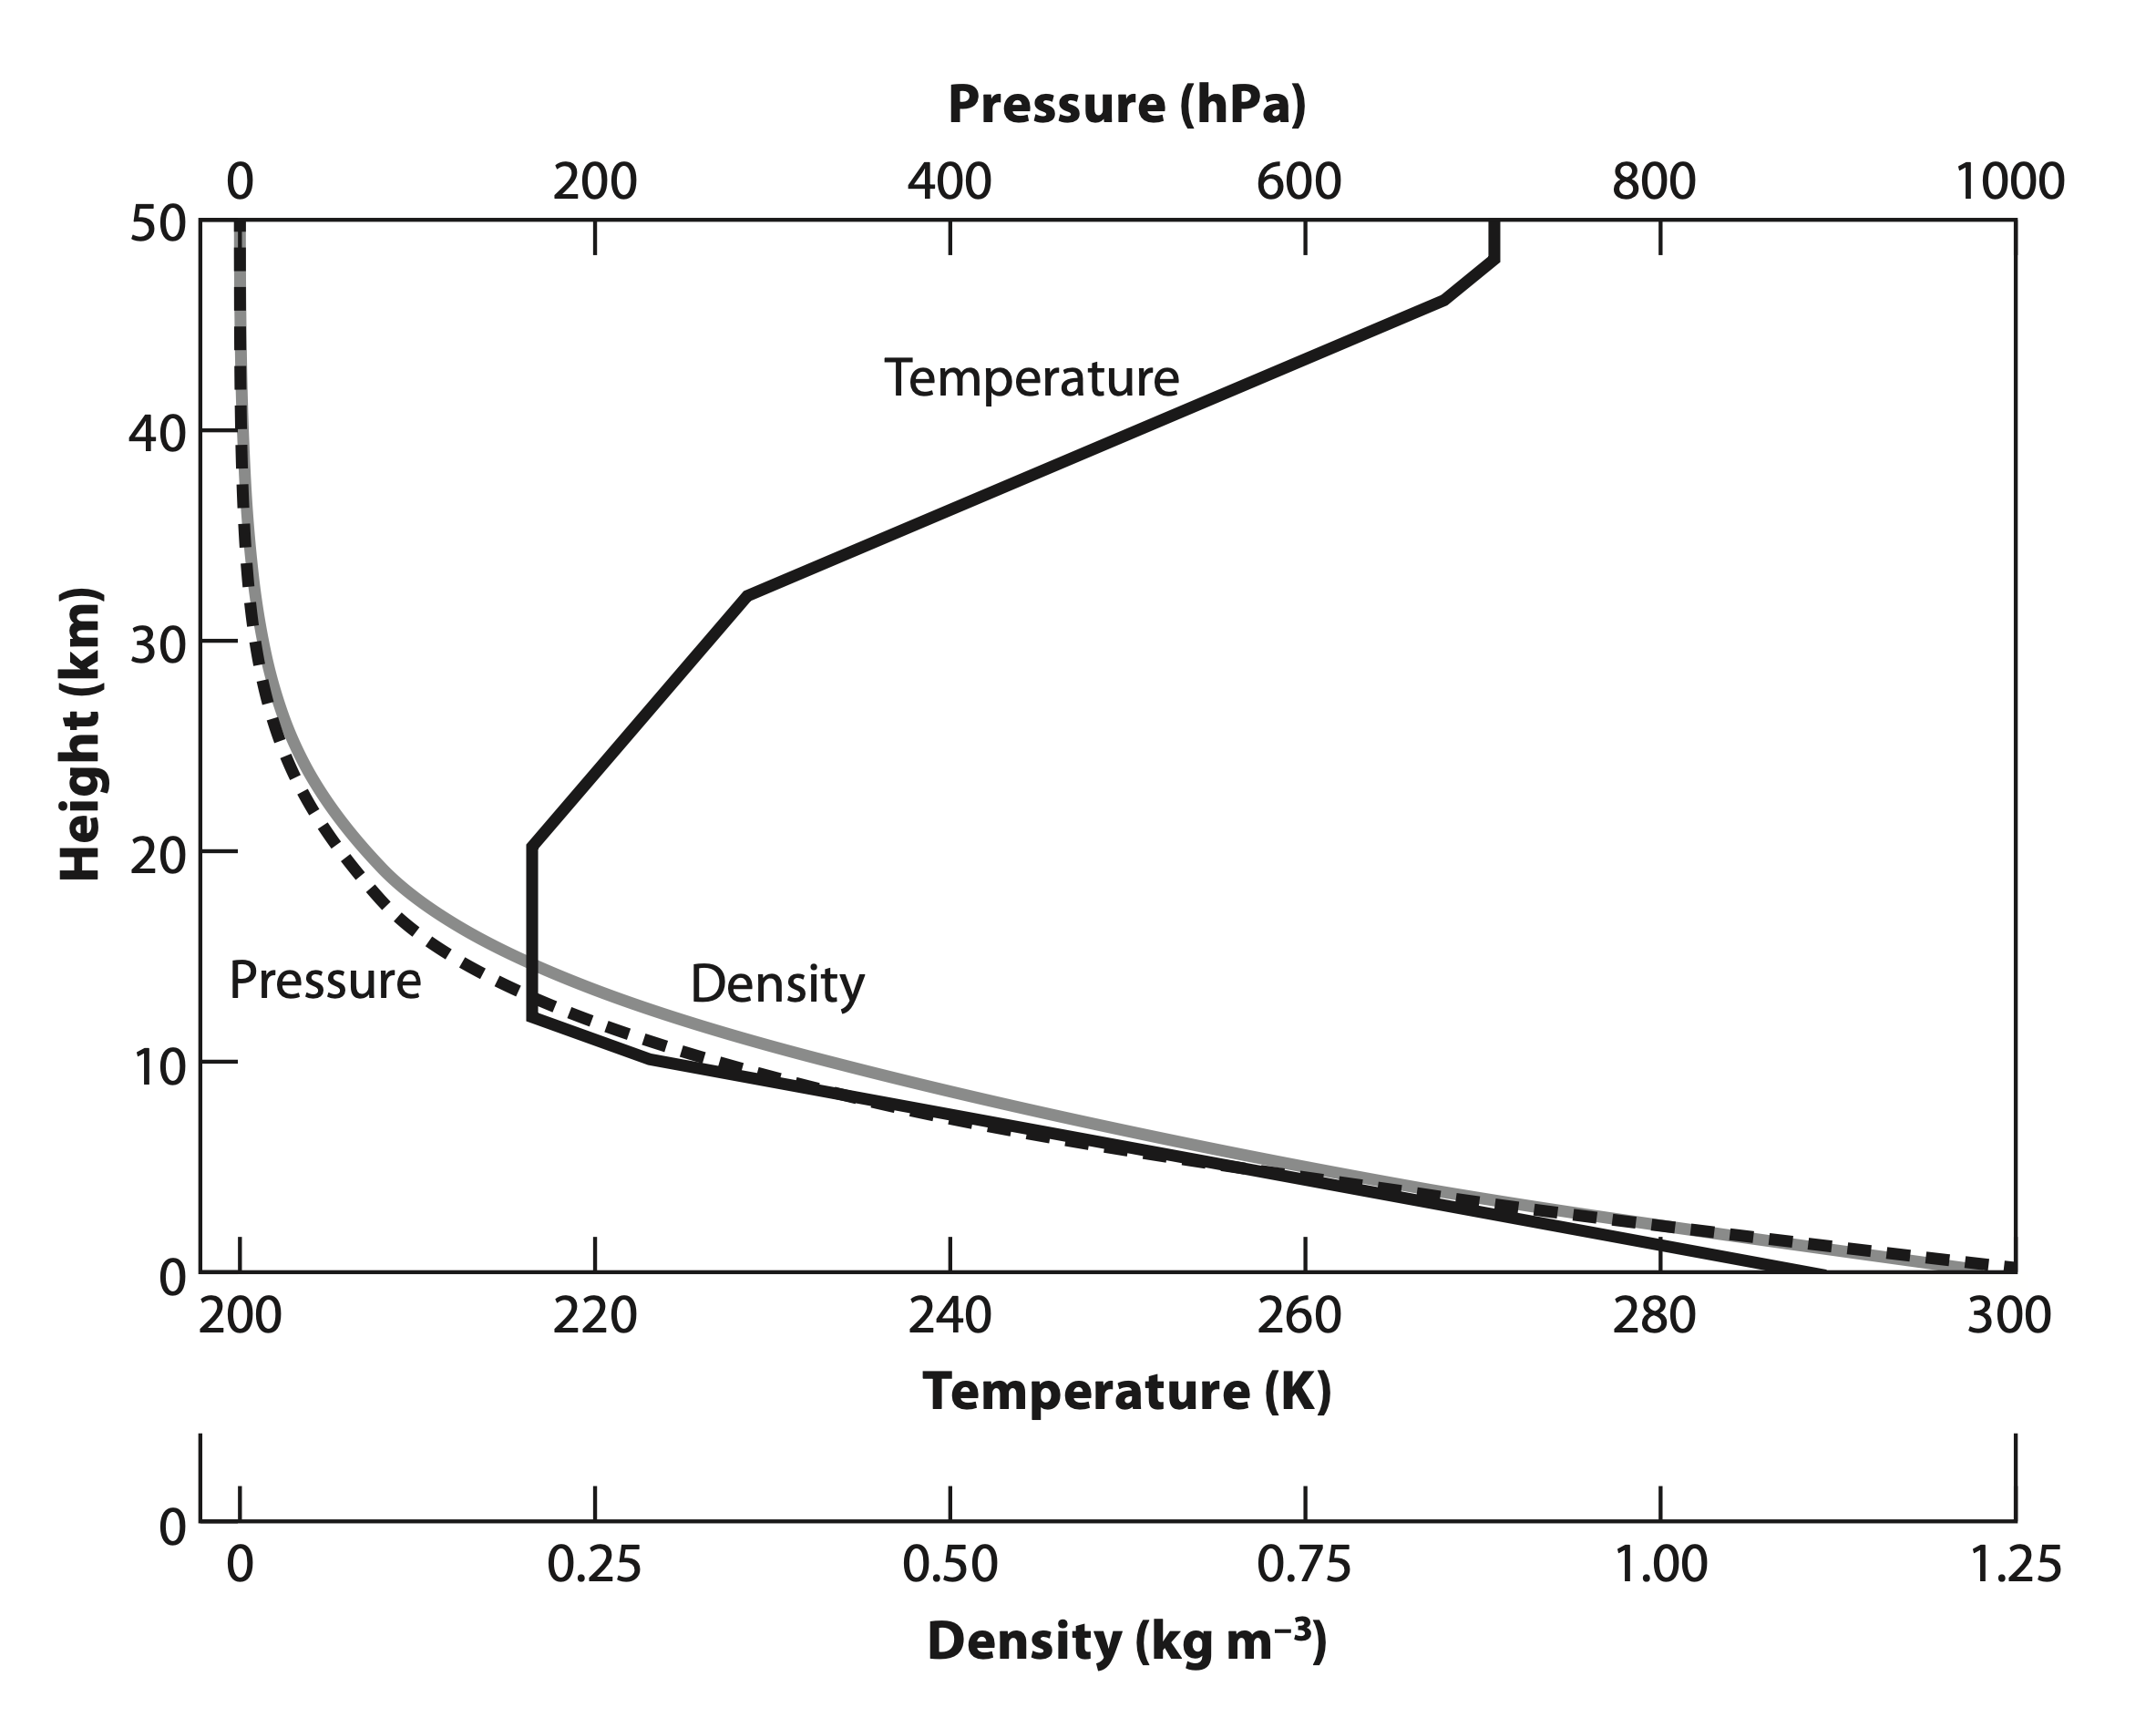 Pressure (hPa)
0 200 400 600 800 1000
50
40
30
20
10
0
Height (km)
Temperature
Pressure
Density
200 220 240 260 280 300
Temperature (K)
0
0 0.25 0.50 0.75 1.00 1.25
Density (kg m⁻³)